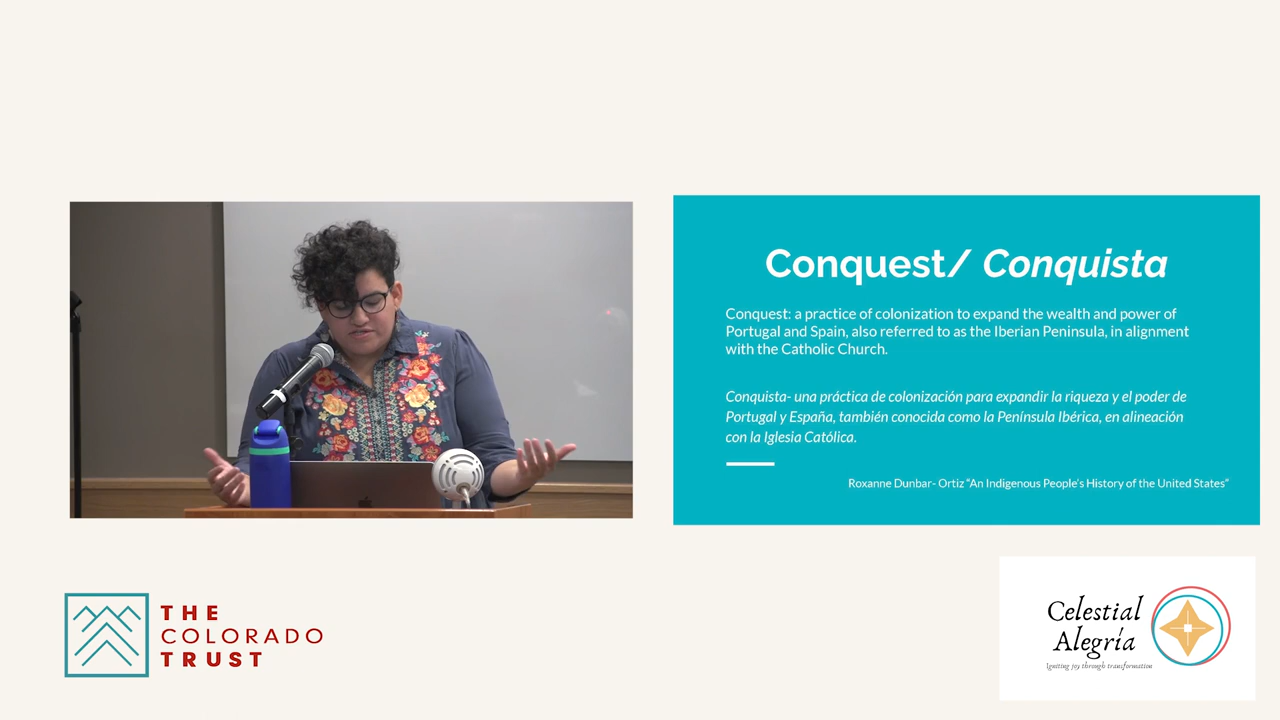 Conquest/ Conquista
Conquest: a practice of colonization to expand the wealth and power of
Portugal and Spain, also referred to as the Iberian Peninsula, in alignment
with the Catholic Church.
Conquista- una práctica de colonización para expandir la riqueza y el poder de
Portugal y España, también conocida como la Península Ibérica, en alineación
con la Iglesia Católica.
Roxanne Dunbar- Ortiz “An Indigenous People’s History of the United States”
THE
COLORADO
TRUST
Celestial
Alegría
Igniting joy through transformation